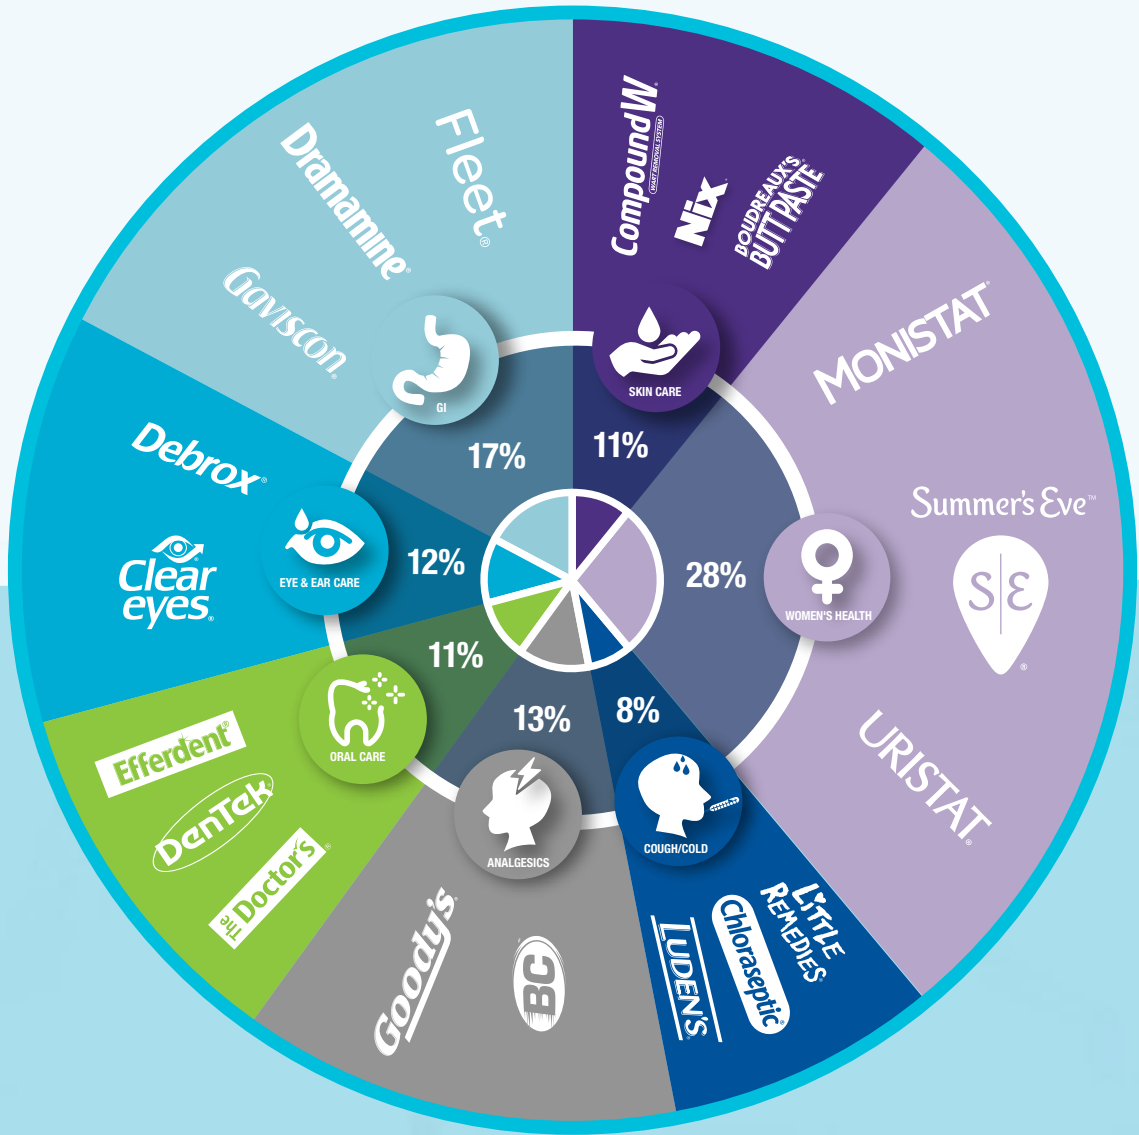 CompoundW®
WART REMOVAL SYSTEM
Nix
BOUDREAUX'S
BUTT PASTE
SKIN CARE
11%
MONISTAT®
Summer's Eve™
S|E
®
WOMEN'S HEALTH
28%
URISTAT®
LITTLE
REMEDIES®
Chloraseptic®
LUDEN'S®
COUGH/COLD
8%
Goody's®
BC
ANALGESICS
13%
Efferdent®
DenTek®
The Doctor's®
ORAL CARE
11%
Debrox®
Clear
eyes®
EYE & EAR CARE
12%
Fleet®
Dramamine®
Gaviscon®
GI
17%